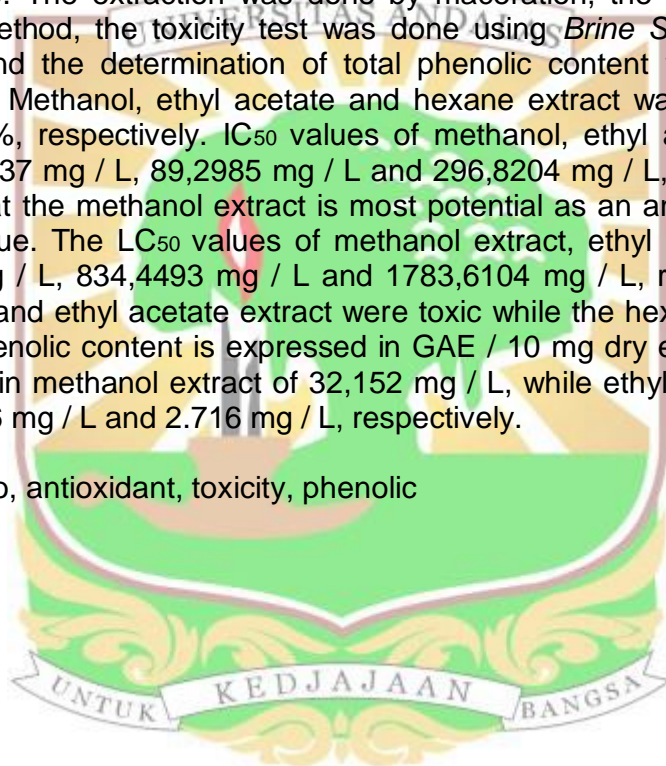 . The extraction was done by maceration, the
UNIVERSITAS ANDALAS
ethod, the toxicity test was done using Brine S
nd the determination of total phenolic content
Methanol, ethyl acetate and hexane extract wa
%, respectively. IC50 values of methanol, ethyl a
37 mg / L, 89,2985 mg / L and 296,8204 mg / L,
at the methanol extract is most potential as an a
ue. The LC50 values of methanol extract, ethyl
g / L, 834,4493 mg / L and 1783,6104 mg / L, r
and ethyl acetate extract were toxic while the hex
enolic content is expressed in GAE / 10 mg dry e
in methanol extract of 32,152 mg / L, while ethyl
6 mg / L and 2.716 mg / L, respectively.
o, antioxidant, toxicity, phenolic
UNTUK KEDJAJAAN BANGSA